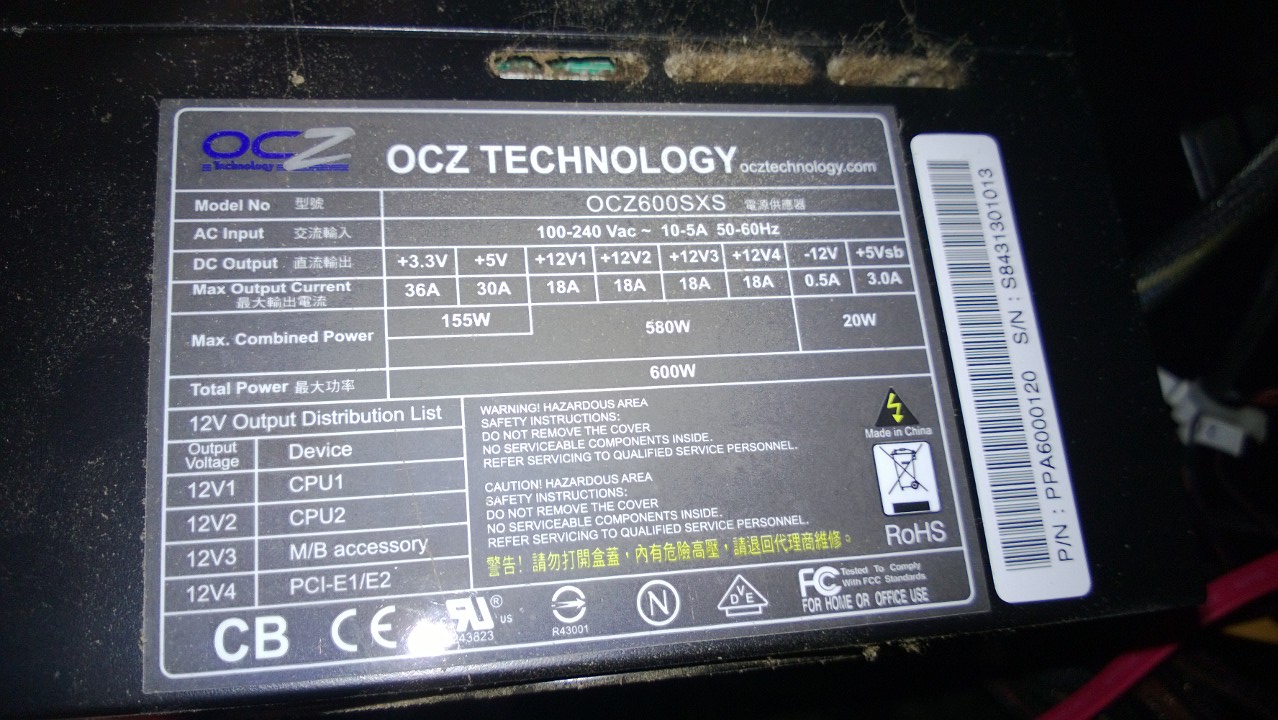 OCZ
Technology
OCZ TECHNOLOGY ocztechnology.com
Model No 型號 OCZ600SXS 電源供應器
AC Input 交流輸入 100-240 Vac ~ 10-5A 50-60Hz
DC Output 直流輸出 +3.3V +5V +12V1 +12V2 +12V3 +12V4 -12V +5Vsb
Max Output Current 36A 30A 18A 18A 18A 18A 0.5A 3.0A
最大輸出電流
Max. Combined Power 155W 580W 20W
Total Power 最大功率 600W
12V Output Distribution List
Output Voltage Device
12V1 CPU1
12V2 CPU2
12V3 M/B accessory
12V4 PCI-E1/E2
WARNING! HAZARDOUS AREA
SAFETY INSTRUCTIONS:
DO NOT REMOVE THE COVER
NO SERVICEABLE COMPONENTS INSIDE.
REFER SERVICING TO QUALIFIED SERVICE PERSONNEL.
CAUTION! HAZARDOUS AREA
SAFETY INSTRUCTIONS:
DO NOT REMOVE THE COVER
NO SERVICEABLE COMPONENTS INSIDE.
REFER SERVICING TO QUALIFIED SERVICE PERSONNEL.
警告! 請勿打開盒蓋，內有危險高壓，請退回代理商維修。
Made in China
RoHS
CB CE US
R43001
N
DVE
FC Tested To Comply
With FCC Standards
FOR HOME OR OFFICE USE
P/N : PPA6000120 S/N : S8431301013